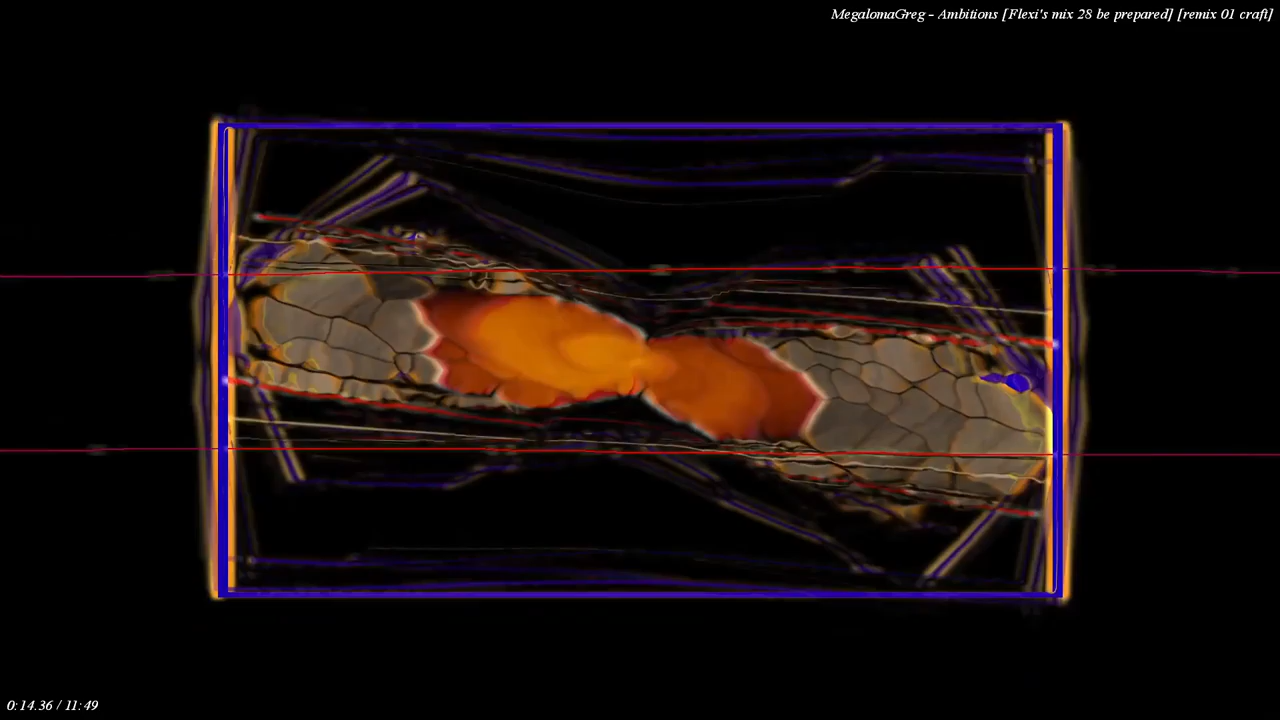 MegalomaGreg - Ambitions [Flexi's mix 28 be prepared] [remix 01 craft]
0:14.36 / 11:49